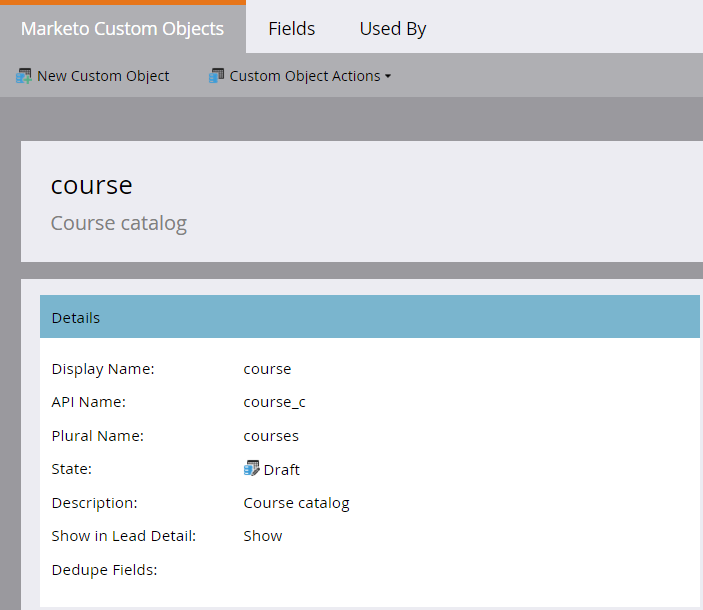 Marketo Custom Objects Fields Used By
New Custom Object Custom Object Actions
course
Course catalog
Details
Display Name: course
API Name: course_c
Plural Name: courses
State: Draft
Description: Course catalog
Show in Lead Detail: Show
Dedupe Fields: